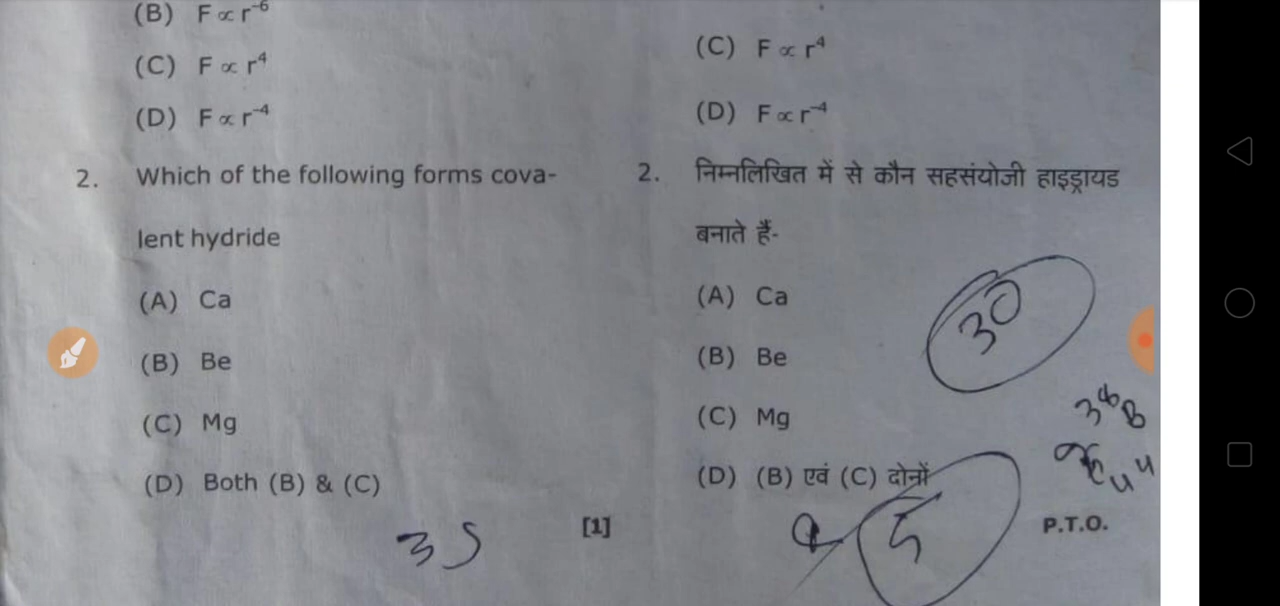 (B) F ∝ r⁻⁶
(C) F ∝ r⁴
(D) F ∝ r⁻⁴
2. Which of the following forms cova-
lent hydride
(A) Ca
(B) Be
(C) Mg
(D) Both (B) & (C)
(C) F ∝ r⁴
(D) F ∝ r⁻⁴
2. निम्नलिखित में से कौन सहसंयोजी हाइड्रायड
बनाते हैं-
(A) Ca
(B) Be
(C) Mg
(D) (B) एवं (C) दोनों
30
35
[1]
P.T.O.